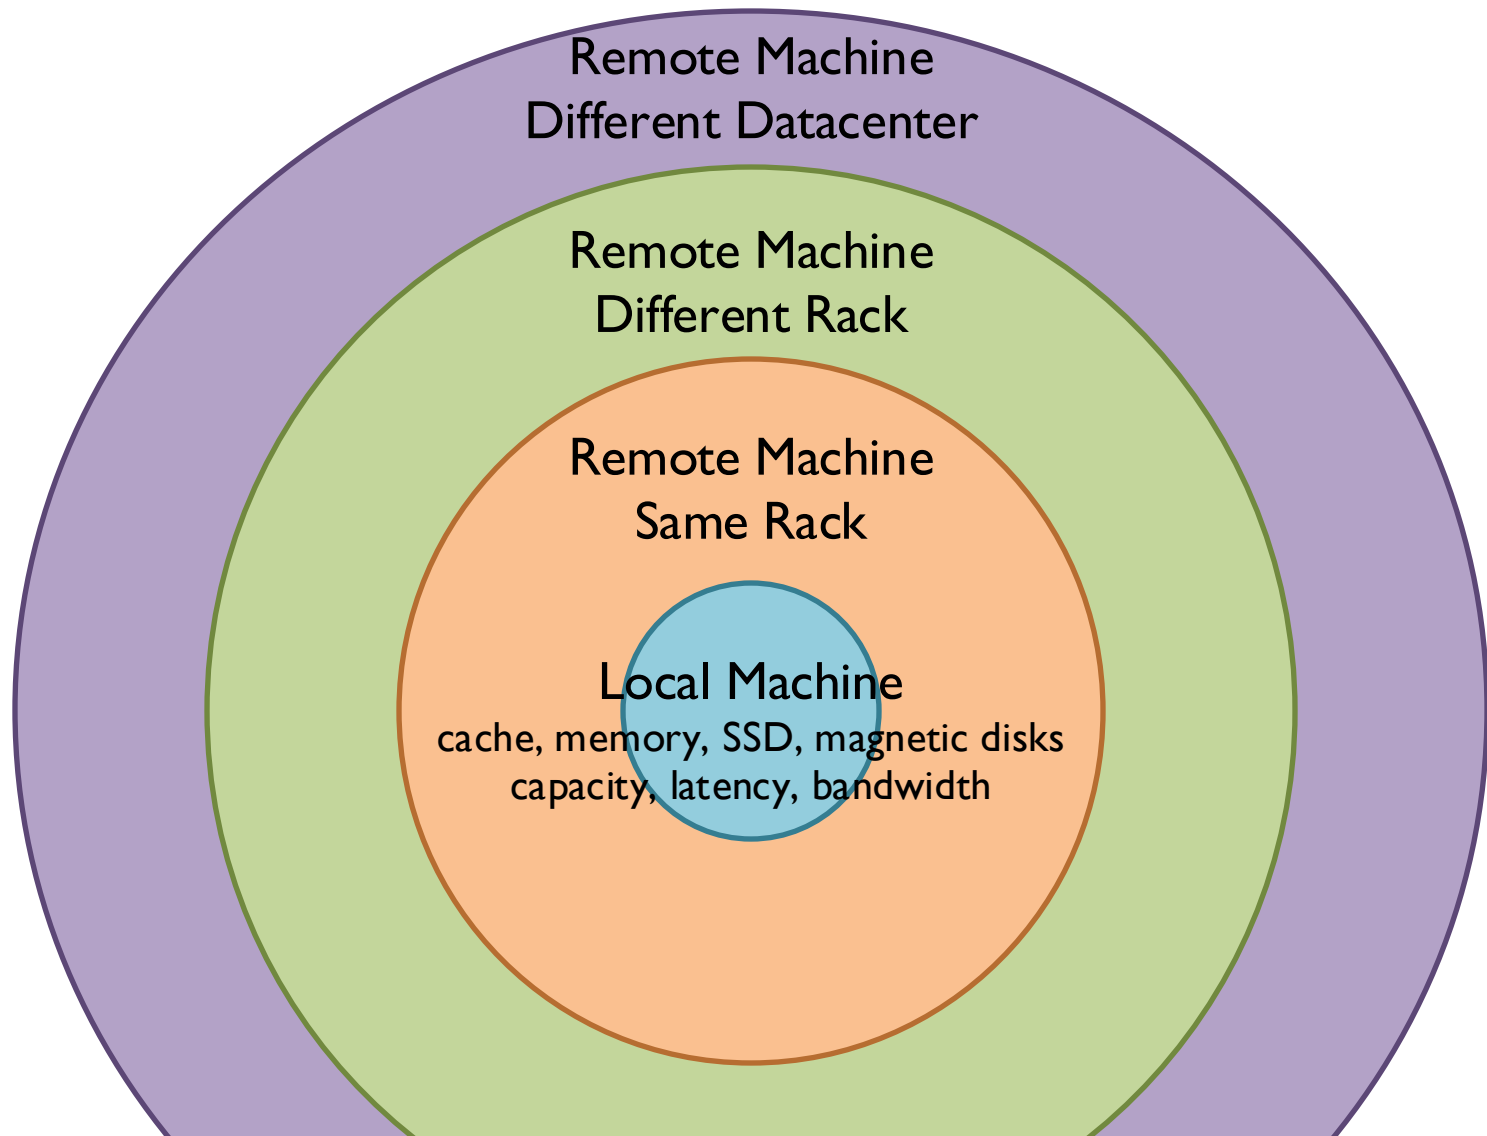 Remote Machine
Different Datacenter
Remote Machine
Different Rack
Remote Machine
Same Rack
Local Machine
cache, memory, SSD, magnetic disks
capacity, latency, bandwidth